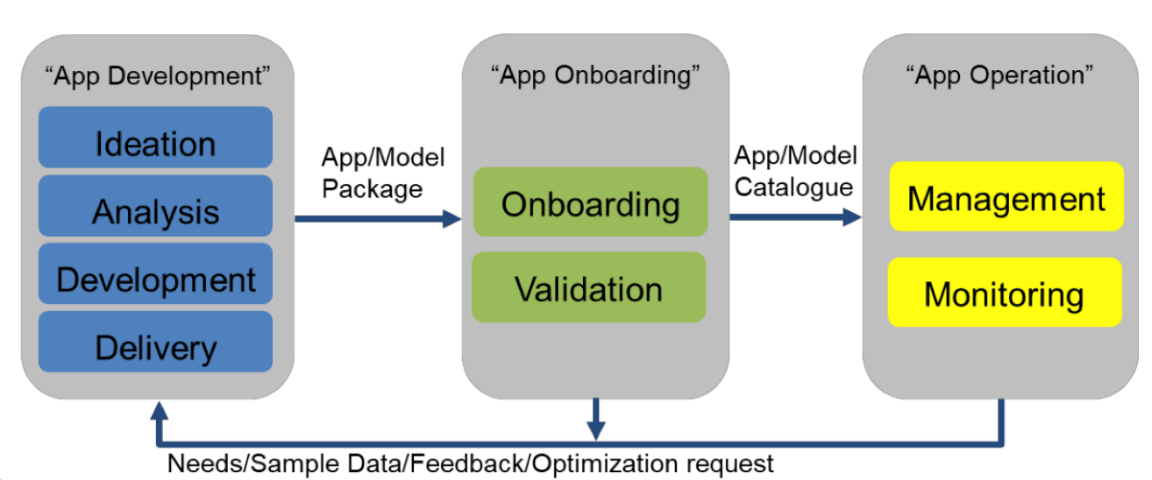 “App Development”
Ideation
Analysis
Development
Delivery
App/Model
Package
“App Onboarding”
Onboarding
Validation
App/Model
Catalogue
“App Operation”
Management
Monitoring
Needs/Sample Data/Feedback/Optimization request